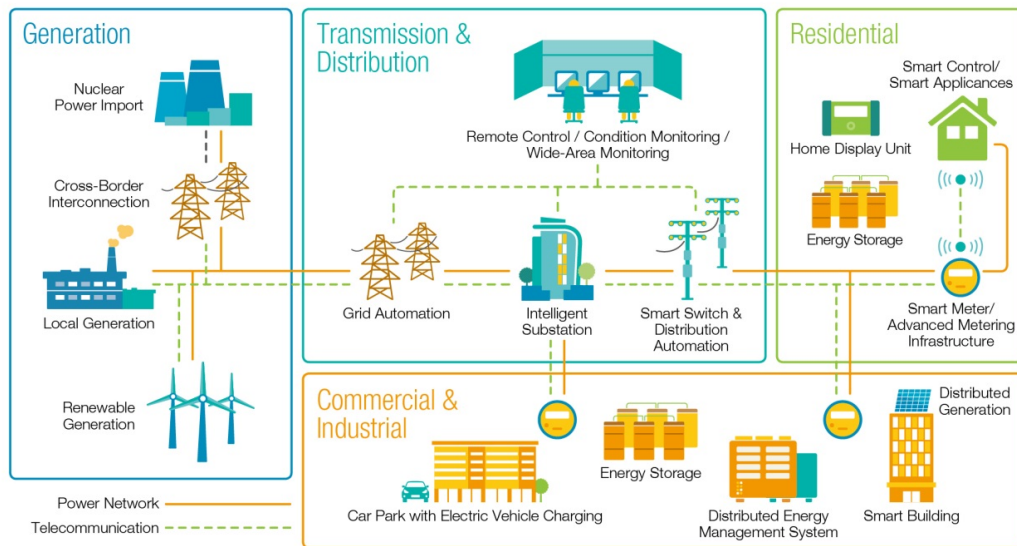 Generation
Nuclear
Power Import
Cross-Border
Interconnection
Local Generation
Renewable
Generation
Power Network
Telecommunication
Transmission &
Distribution
Remote Control / Condition Monitoring /
Wide-Area Monitoring
Grid Automation
Intelligent
Substation
Smart Switch &
Distribution
Automation
Residential
Smart Control/
Smart Applicances
Home Display Unit
Energy Storage
Smart Meter/
Advanced Metering
Infrastructure
Commercial &
Industrial
Car Park with Electric Vehicle Charging
Energy Storage
Distributed Energy
Management System
Distributed
Generation
Smart Building